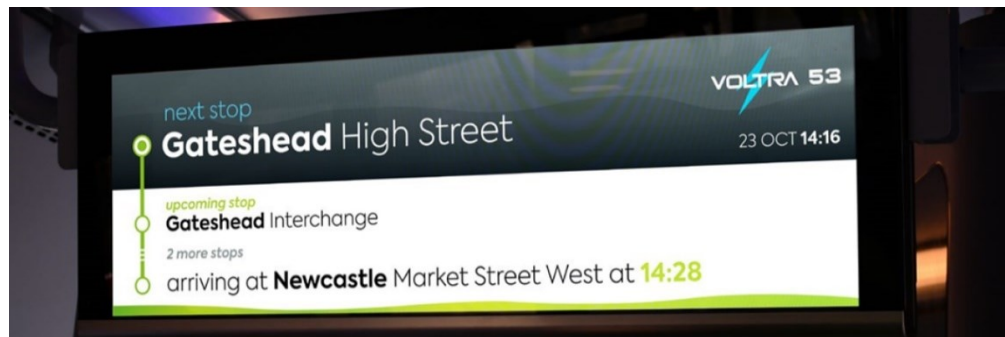 VOLTRA 53
next stop
Gateshead High Street
23 OCT 14:16
upcoming stop
Gateshead Interchange
2 more stops
arriving at Newcastle Market Street West at 14:28